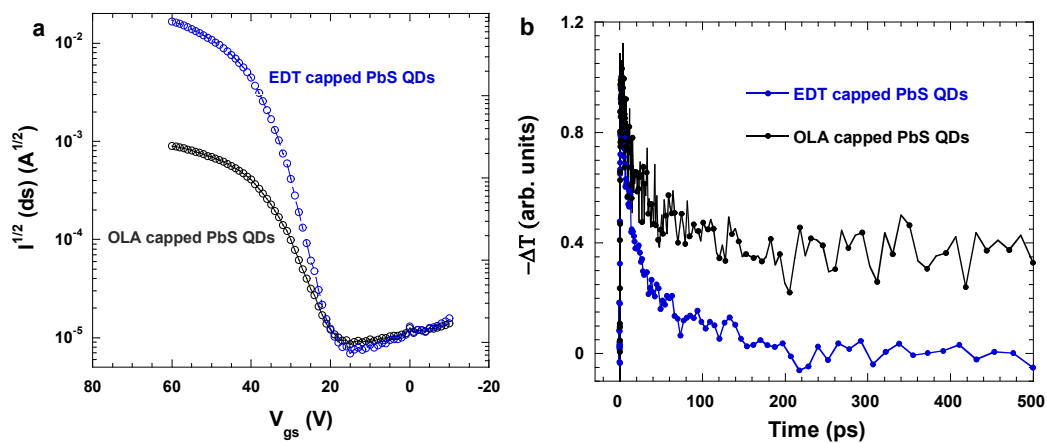 a
10⁻²
10⁻³
10⁻⁴
10⁻⁵
I^1/2 (ds) (A^1/2)
EDT capped PbS QDs
OLA capped PbS QDs
80 60 40 20 0 -20
V_gs (V)
b
1.2
0.8
0.4
0
−ΔT (arb. units)
EDT capped PbS QDs
OLA capped PbS QDs
0 100 200 300 400 500
Time (ps)